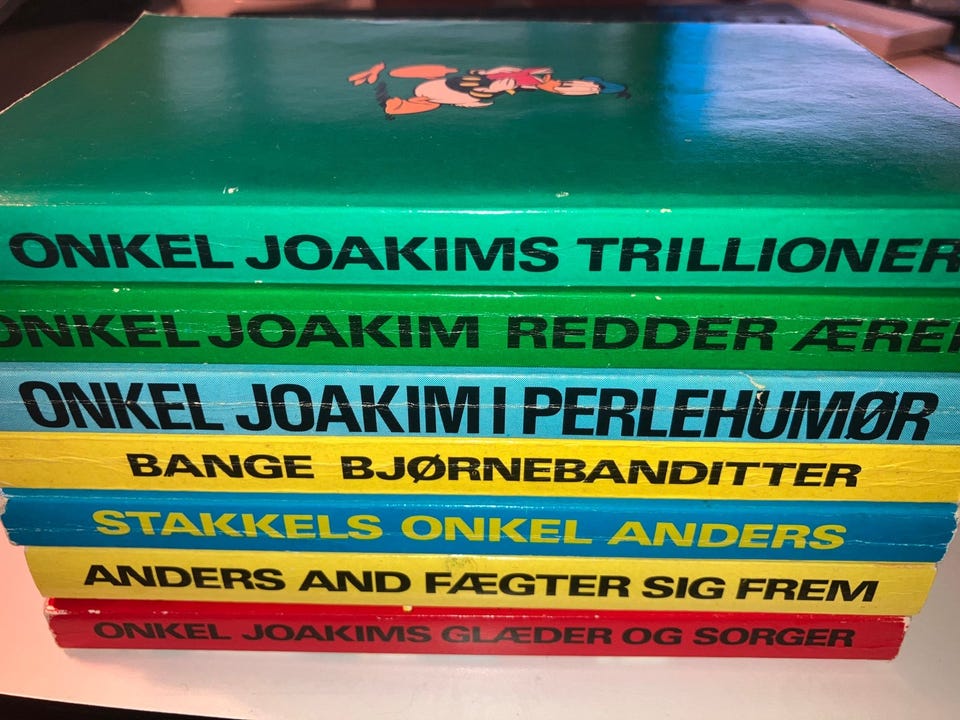 ONKEL JOAKIMS TRILLIONER
ONKEL JOAKIM REDDER ÆREN
ONKEL JOAKIM I PERLEHUMØR
BANGE BJØRNEBANDITTER
STAKKELS ONKEL ANDERS
ANDERS AND FÆGTER SIG FREM
ONKEL JOAKIMS GLÆDER OG SORGER